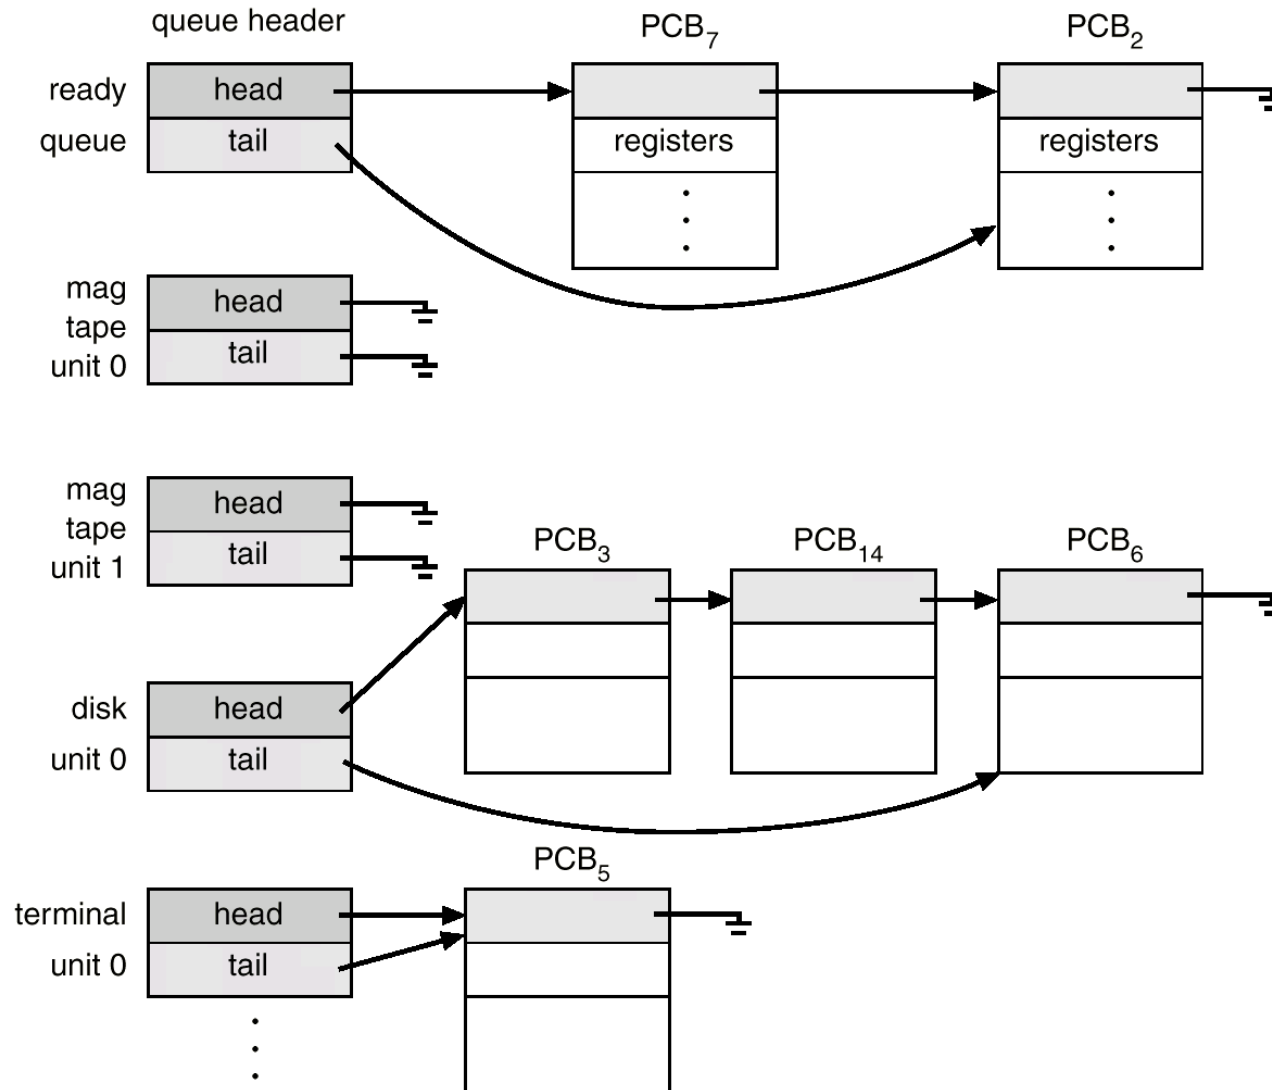 queue header
PCB7
PCB2
ready
queue
head
tail
registers
registers
mag
tape
unit 0
head
tail
mag
tape
unit 1
head
tail
PCB3
PCB14
PCB6
disk
unit 0
head
tail
PCB5
terminal
unit 0
head
tail